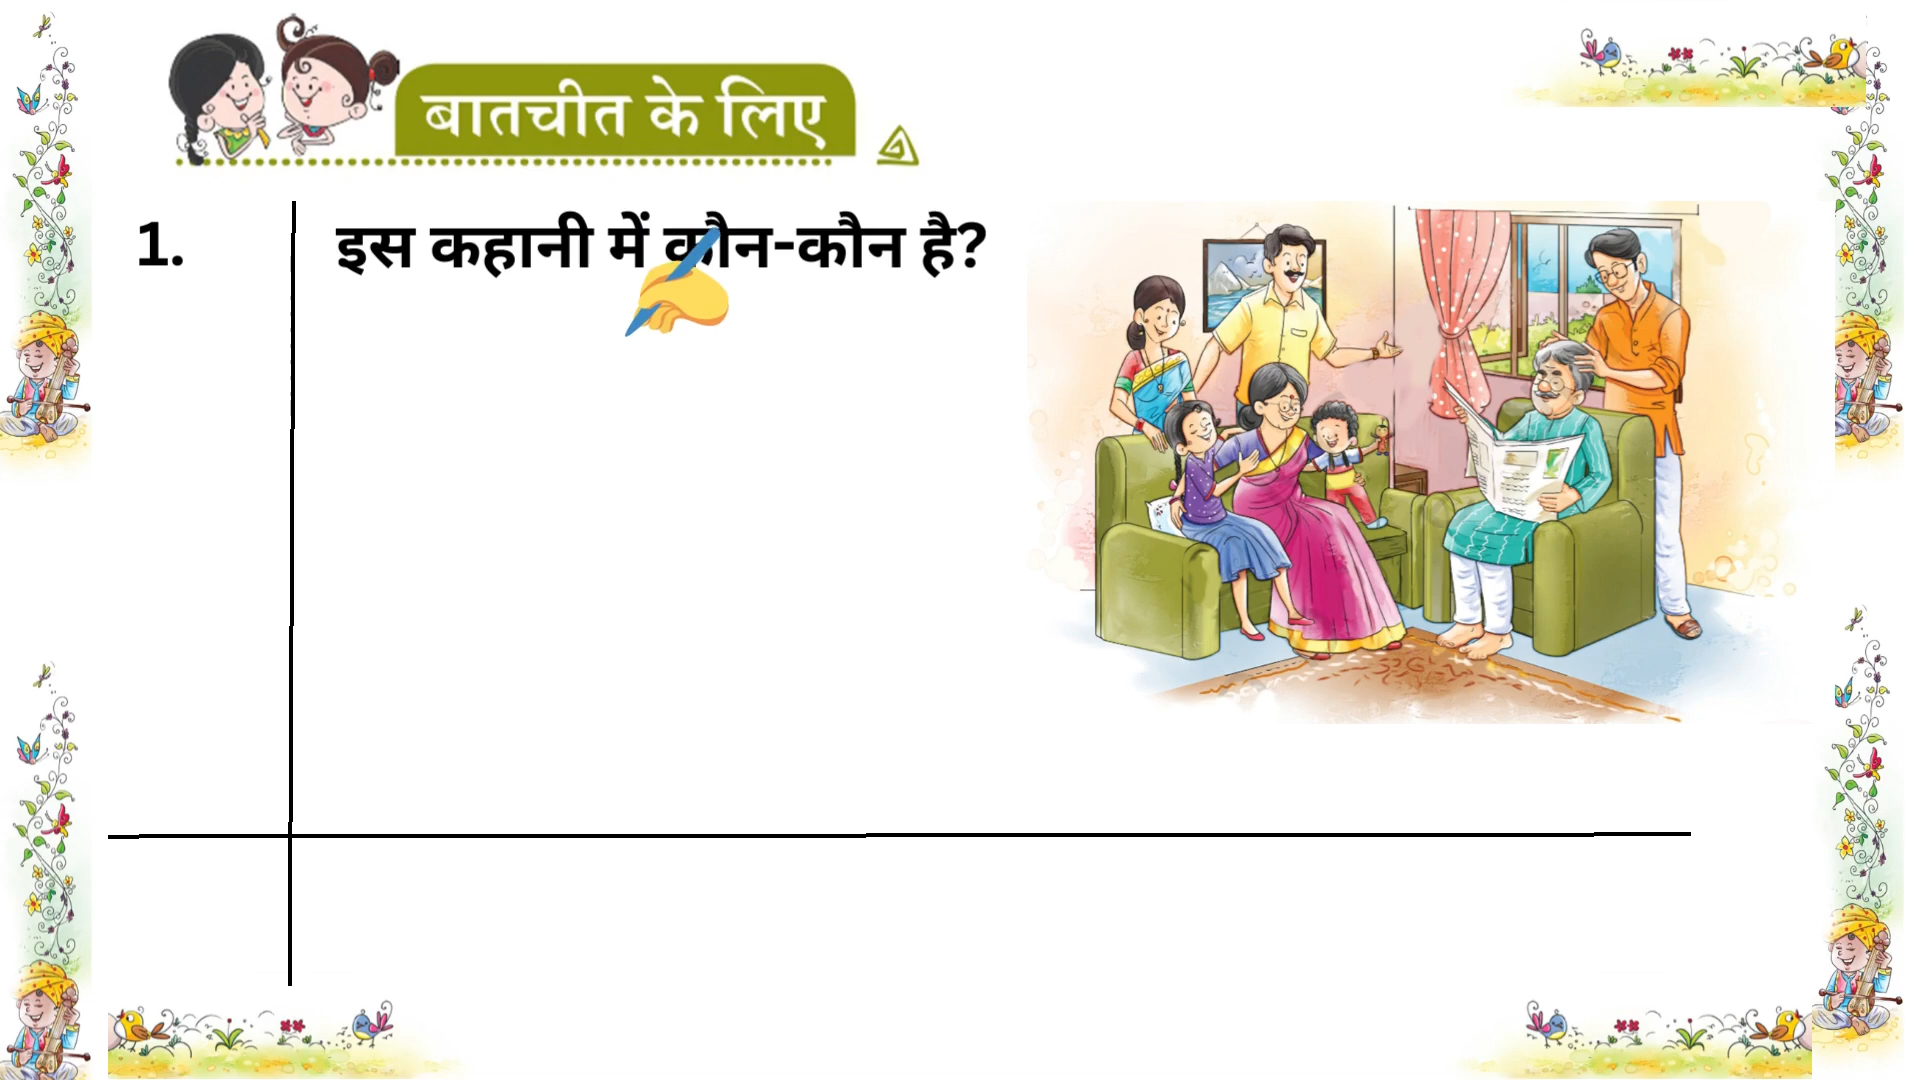 बातचीत के लिए
1. इस कहानी में कौन-कौन है?